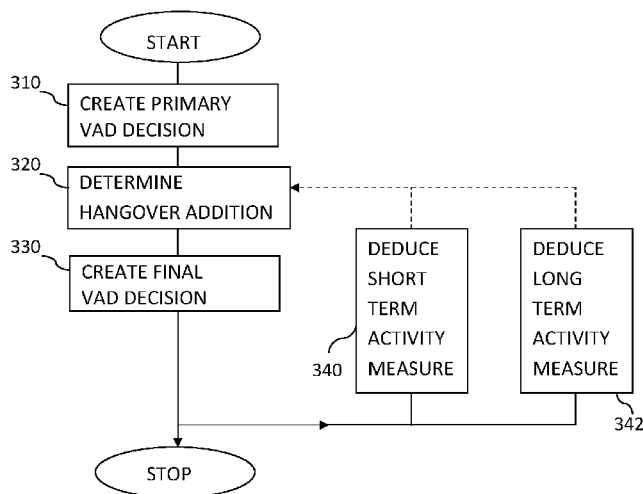 START
310
CREATE PRIMARY
VAD DECISION
320
DETERMINE
HANGOVER ADDITION
330
CREATE FINAL
VAD DECISION
DEDUCE
SHORT
TERM
ACTIVITY
MEASURE
340
DEDUCE
LONG
TERM
ACTIVITY
MEASURE
342
STOP